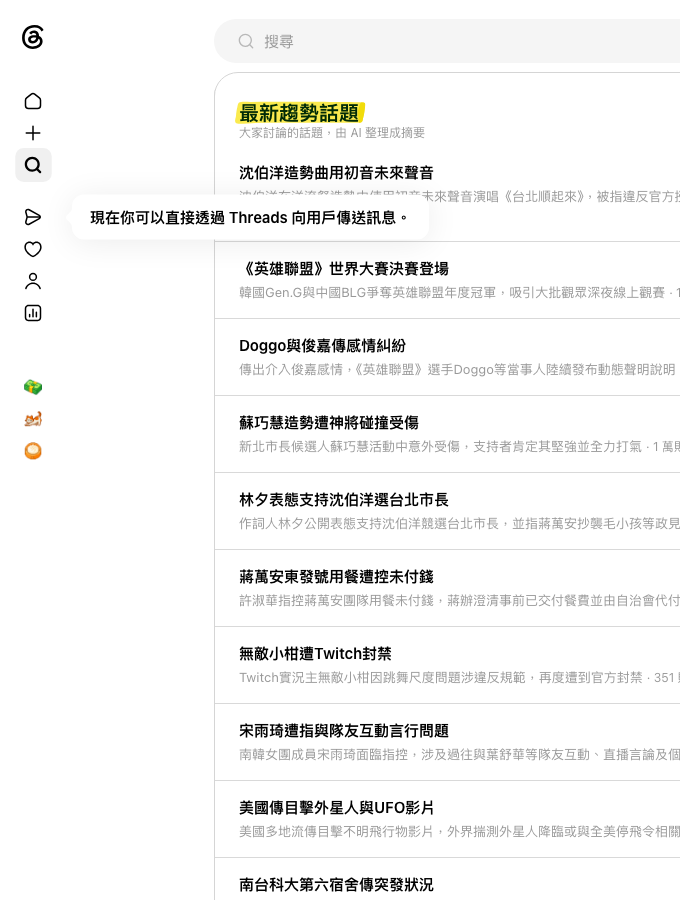 搜尋
最新趨勢話題
大家討論的話題，由 AI 整理成摘要
沈伯洋造勢曲用初音未來聲音
未來聲音演唱《台北順起來》，被指違反官方授
現在你可以直接透過 Threads 向用戶傳送訊息。
《英雄聯盟》世界大賽決賽登場
韓國Gen.G與中國BLG爭奪英雄聯盟年度冠軍，吸引大批觀眾深夜線上觀賽 · 1
Doggo與俊嘉傳感情糾紛
傳出介入俊嘉感情，《英雄聯盟》選手Doggo等當事人陸續發布動態聲明說明
蘇巧慧造勢遭神將碰撞受傷
新北市長候選人蘇巧慧活動中意外受傷，支持者肯定其堅強並全力打氣 · 1 萬
林夕表態支持沈伯洋選台北市長
作詞人林夕公開表態支持沈伯洋競選台北市長，並指蔣萬安抄襲毛小孩等政見
蔣萬安東發號用餐遭控未付錢
許淑華指控蔣萬安團隊用餐未付錢，蔣辦澄清事前已交付餐費並由自治會代付
無敵小柑遭Twitch封禁
Twitch實況主無敵小柑因跳舞尺度問題涉違反規範，再度遭到官方封禁 · 351
宋雨琦遭指與隊友互動言行問題
南韓女團成員宋雨琦面臨指控，涉及過往與葉舒華等隊友互動、直播言論及個
美國傳目擊外星人與UFO影片
美國多地流傳目擊不明飛行物影片，外界揣測外星人降臨或與全美停飛令相關
南台科大第六宿舍傳突發狀況